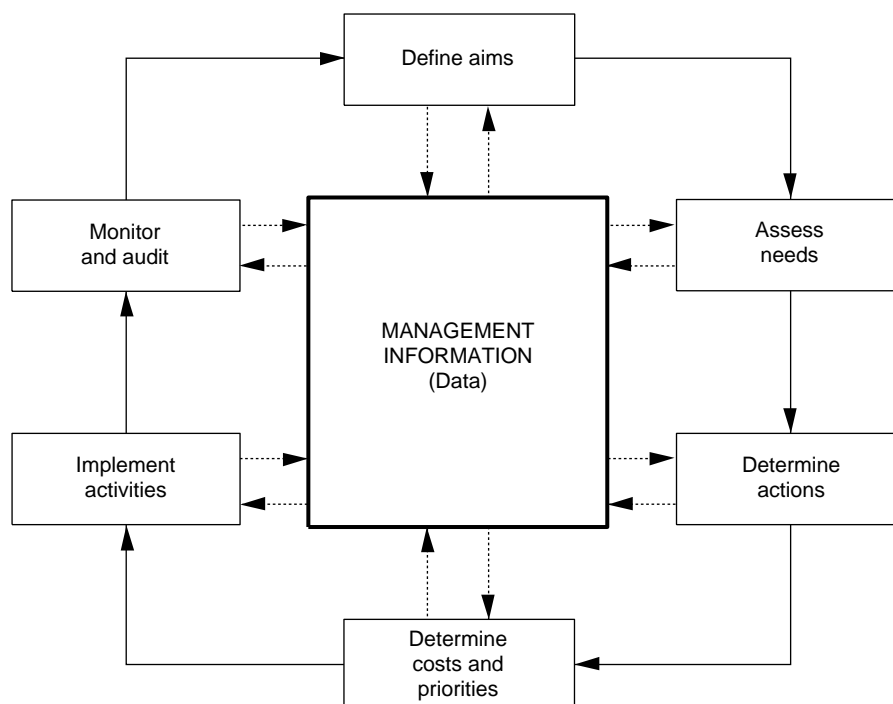 Define aims
Monitor
and audit
Assess
needs
MANAGEMENT
INFORMATION
(Data)
Implement
activities
Determine
actions
Determine
costs and
priorities